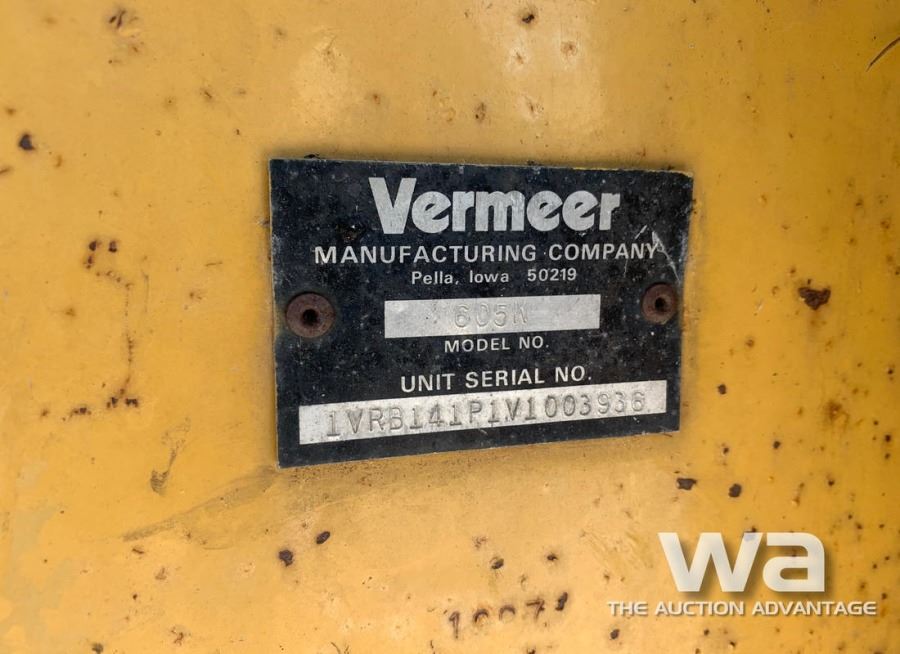 Vermeer
MANUFACTURING COMPANY
Pella, Iowa 50219
605K
MODEL NO.
UNIT SERIAL NO.
1VRB141P1V1003936
wa
THE AUCTION ADVANTAGE